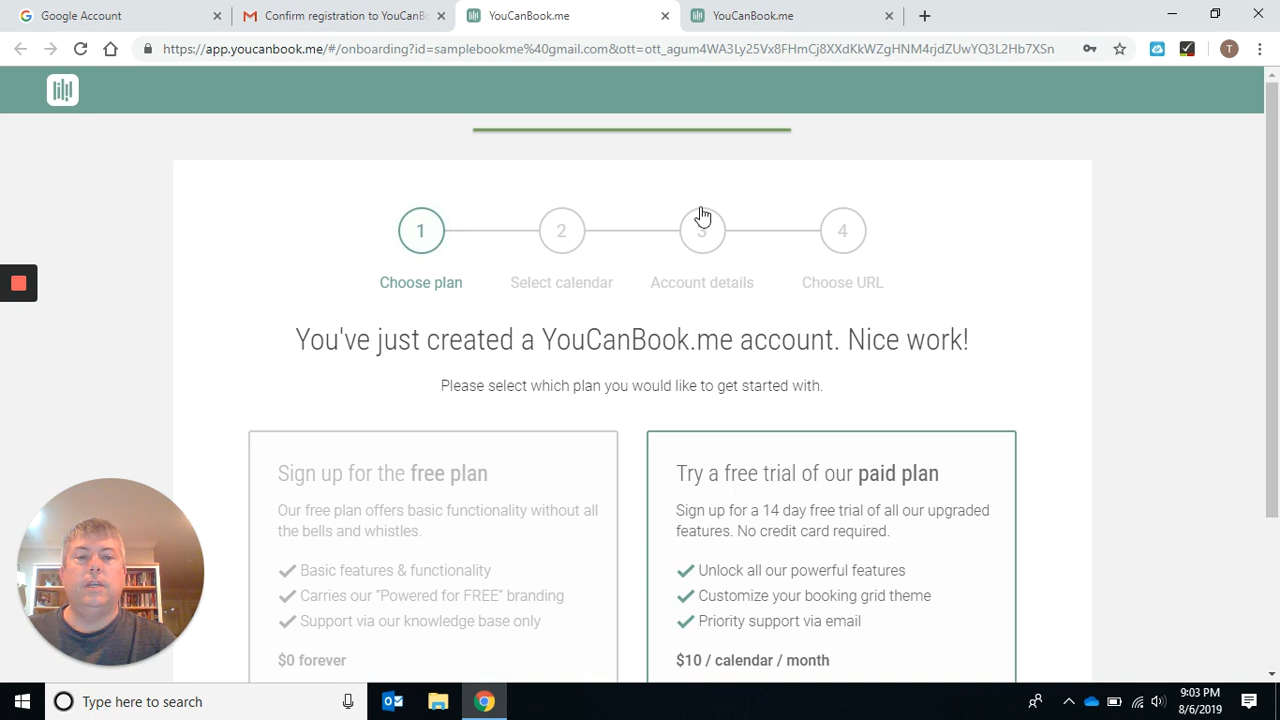 Google Account
Confirm registration to YouCanBo
YouCanBook.me
YouCanBook.me
https://app.youcanbook.me/#/onboarding?id=samplebookme%40gmail.com&ott=ott_agum4WA3Ly25Vx8FHmCj8XXdKkWZgHNM4rjdZUwYQ3L2Hb7XSn
T
1
2
3
4
Choose plan
Select calendar
Account details
Choose URL
You've just created a YouCanBook.me account. Nice work!
Please select which plan you would like to get started with.
Sign up for the free plan
Our free plan offers basic functionality without all
the bells and whistles.
Basic features & functionality
Carries our "Powered for FREE" branding
Support via our knowledge base only
$0 forever
Try a free trial of our paid plan
Sign up for a 14 day free trial of all our upgraded
features. No credit card required.
Unlock all our powerful features
Customize your booking grid theme
Priority support via email
$10 / calendar / month
Type here to search
9:03 PM
8/6/2019